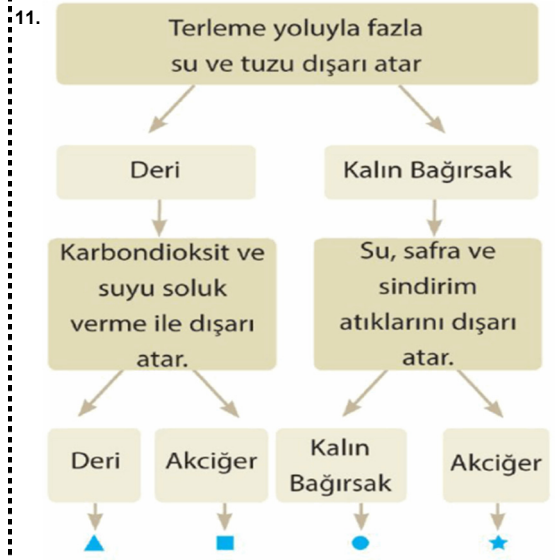 11.
Terleme yoluyla fazla
su ve tuzu dışarı atar
Deri
Kalın Bağırsak
Karbondioksit ve
suyu soluk
verme ile dışarı
atar.
Su, safra ve
sindirim
atıklarını dışarı
atar.
Deri
Akciğer
Kalın
Bağırsak
Akciğer